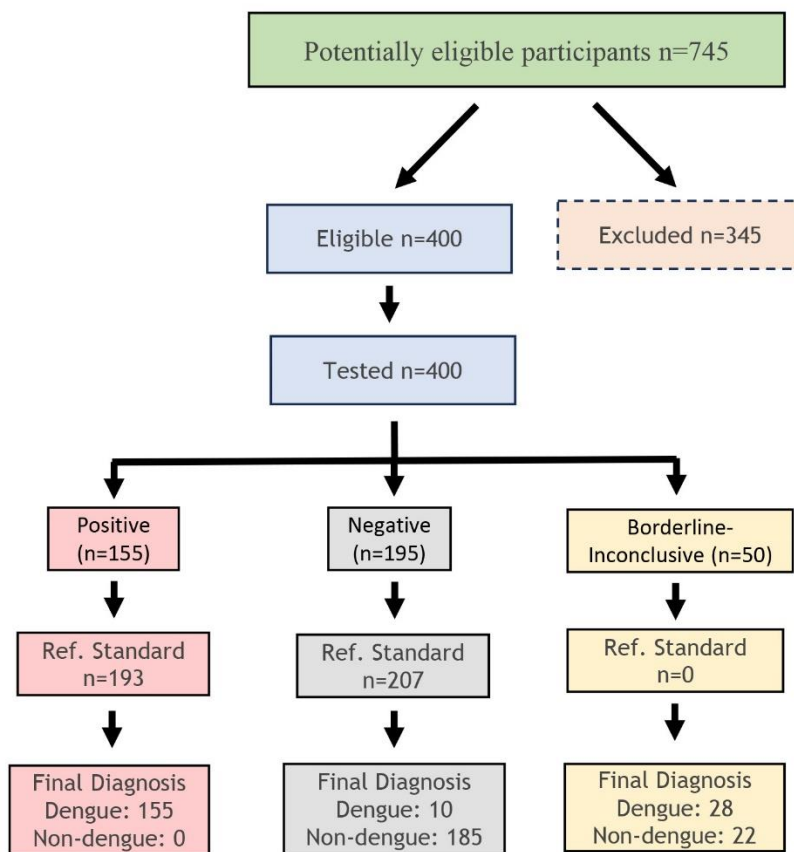 Potentially eligible participants n=745
Eligible n=400
Excluded n=345
Tested n=400
Positive
(n=155)
Negative
(n=195)
Borderline-
Inconclusive (n=50)
Ref. Standard
n=193
Ref. Standard
n=207
Ref. Standard
n=0
Final Diagnosis
Dengue: 155
Non-dengue: 0
Final Diagnosis
Dengue: 10
Non-dengue: 185
Final Diagnosis
Dengue: 28
Non-dengue: 22